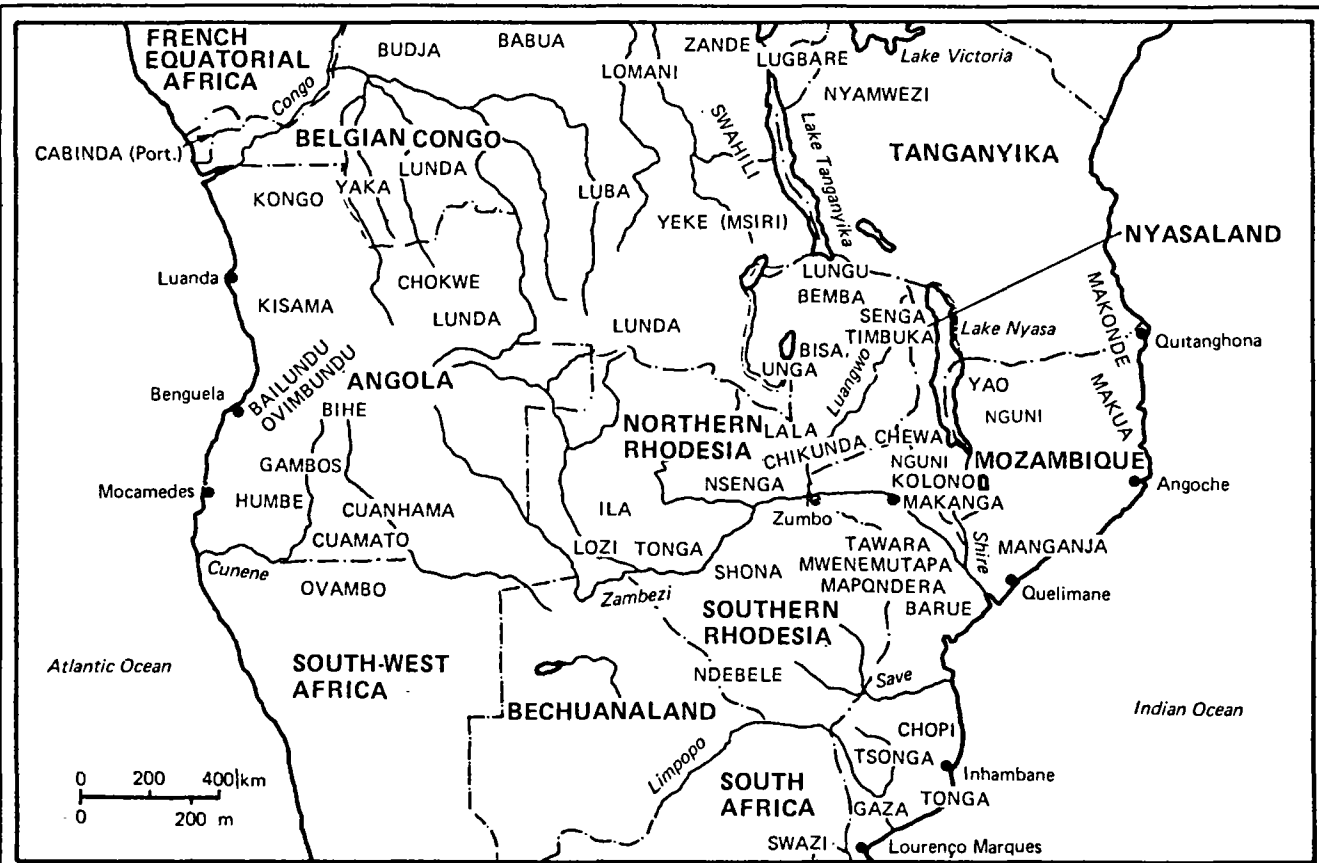 FRENCH
EQUATORIAL
AFRICA
BUDJA
BABUA
ZANDE
LUGBARE
Lake Victoria
LOMANI
NYAMWEZI
Congo
SWAHILI
Lake Tanganyika
TANGANYIKA
CABINDA (Port.)
BELGIAN CONGO
LUNDA
YAKA
KONGO
LUBA
YEKE (MSIRI)
NYASALAND
Luanda
CHOKWE
LUNGU
BEMBA
MAKONDE
KISAMA
LUNDA
LUNDA
SENGA
TIMBUKA
Lake Nyasa
Quitanghona
BISA,
UNGA
Luangwo
BAILUNDU
OVIMBUNDU
Benguela
ANGOLA
BIHE
YAO
NGUNI
MAKUA
NORTHERN
RHODESIA
LALA
CHIKUNDA
CHEWA
NGUNI
MOZAMBIQUE
GAMBOS
Mocamedes
HUMBE
NSENGA
KOLONO
MAKANGA
Angoche
Zumbo
CUANHAMA
ILA
CUAMATO
LOZI
TONGA
TAWARA
MWENEMUTAPA
MAPONDERA
Shire
MANGANJA
Cunene
OVAMBO
SHONA
Zambezi
BARUE
Quelimane
SOUTHERN
RHODESIA
Atlantic Ocean
SOUTH-WEST
AFRICA
NDEBELE
Save
BECHUANALAND
Indian Ocean
CHOPI
Limpopo
TSONGA
Inhambane
0 200 400 km
0 200 m
SOUTH
AFRICA
TONGA
GAZA
SWAZI
Lourenço Marques